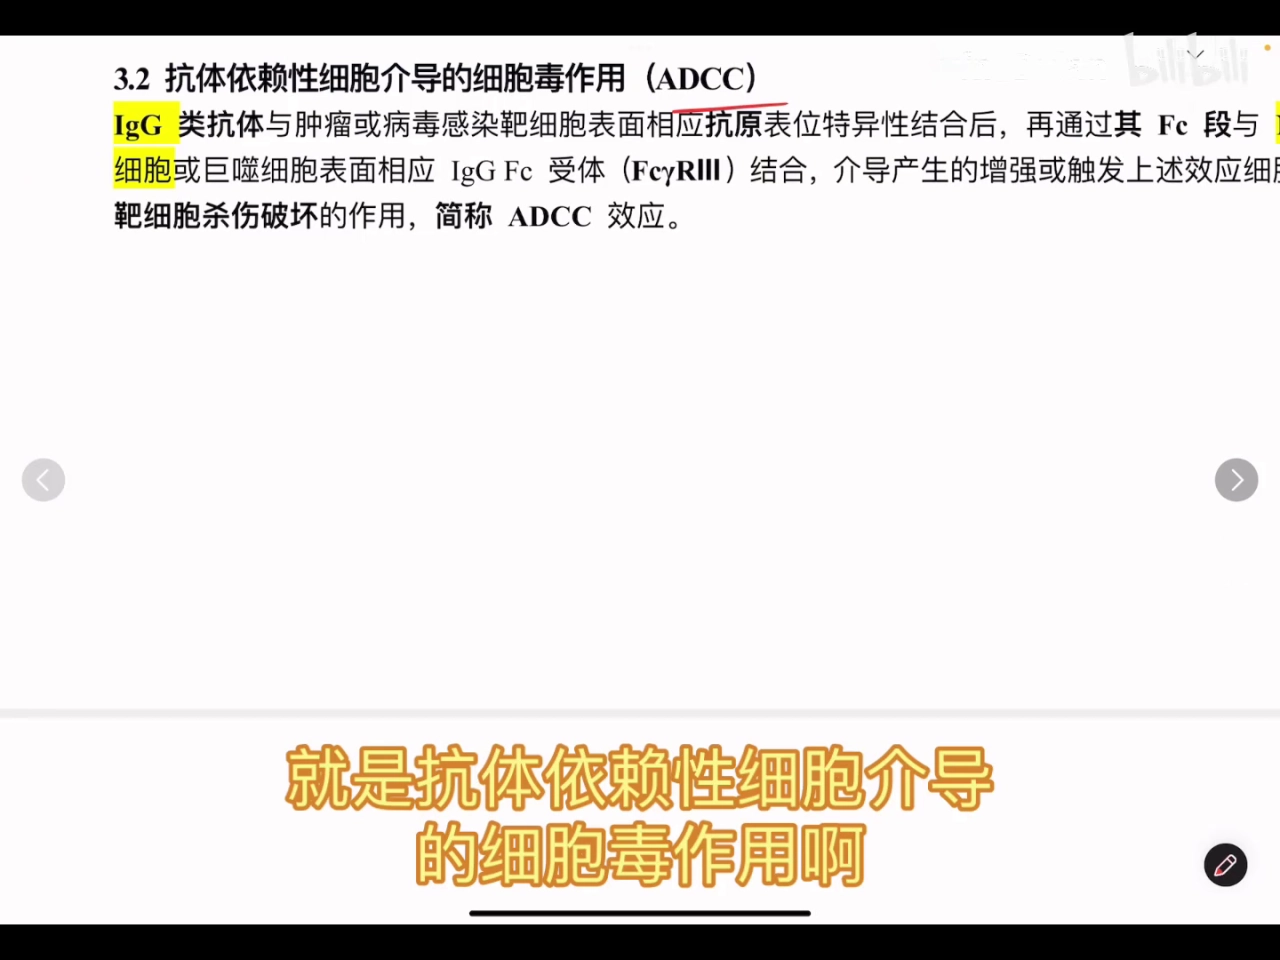 bilibili
3.2 抗体依赖性细胞介导的细胞毒作用（ADCC）
IgG 类抗体与肿瘤或病毒感染靶细胞表面相应抗原表位特异性结合后，再通过其 Fc 段与
细胞或巨噬细胞表面相应 IgG Fc 受体（FcγRⅢ）结合，介导产生的增强或触发上述效应细
靶细胞杀伤破坏的作用，简称 ADCC 效应。
就是抗体依赖性细胞介导
的细胞毒作用啊